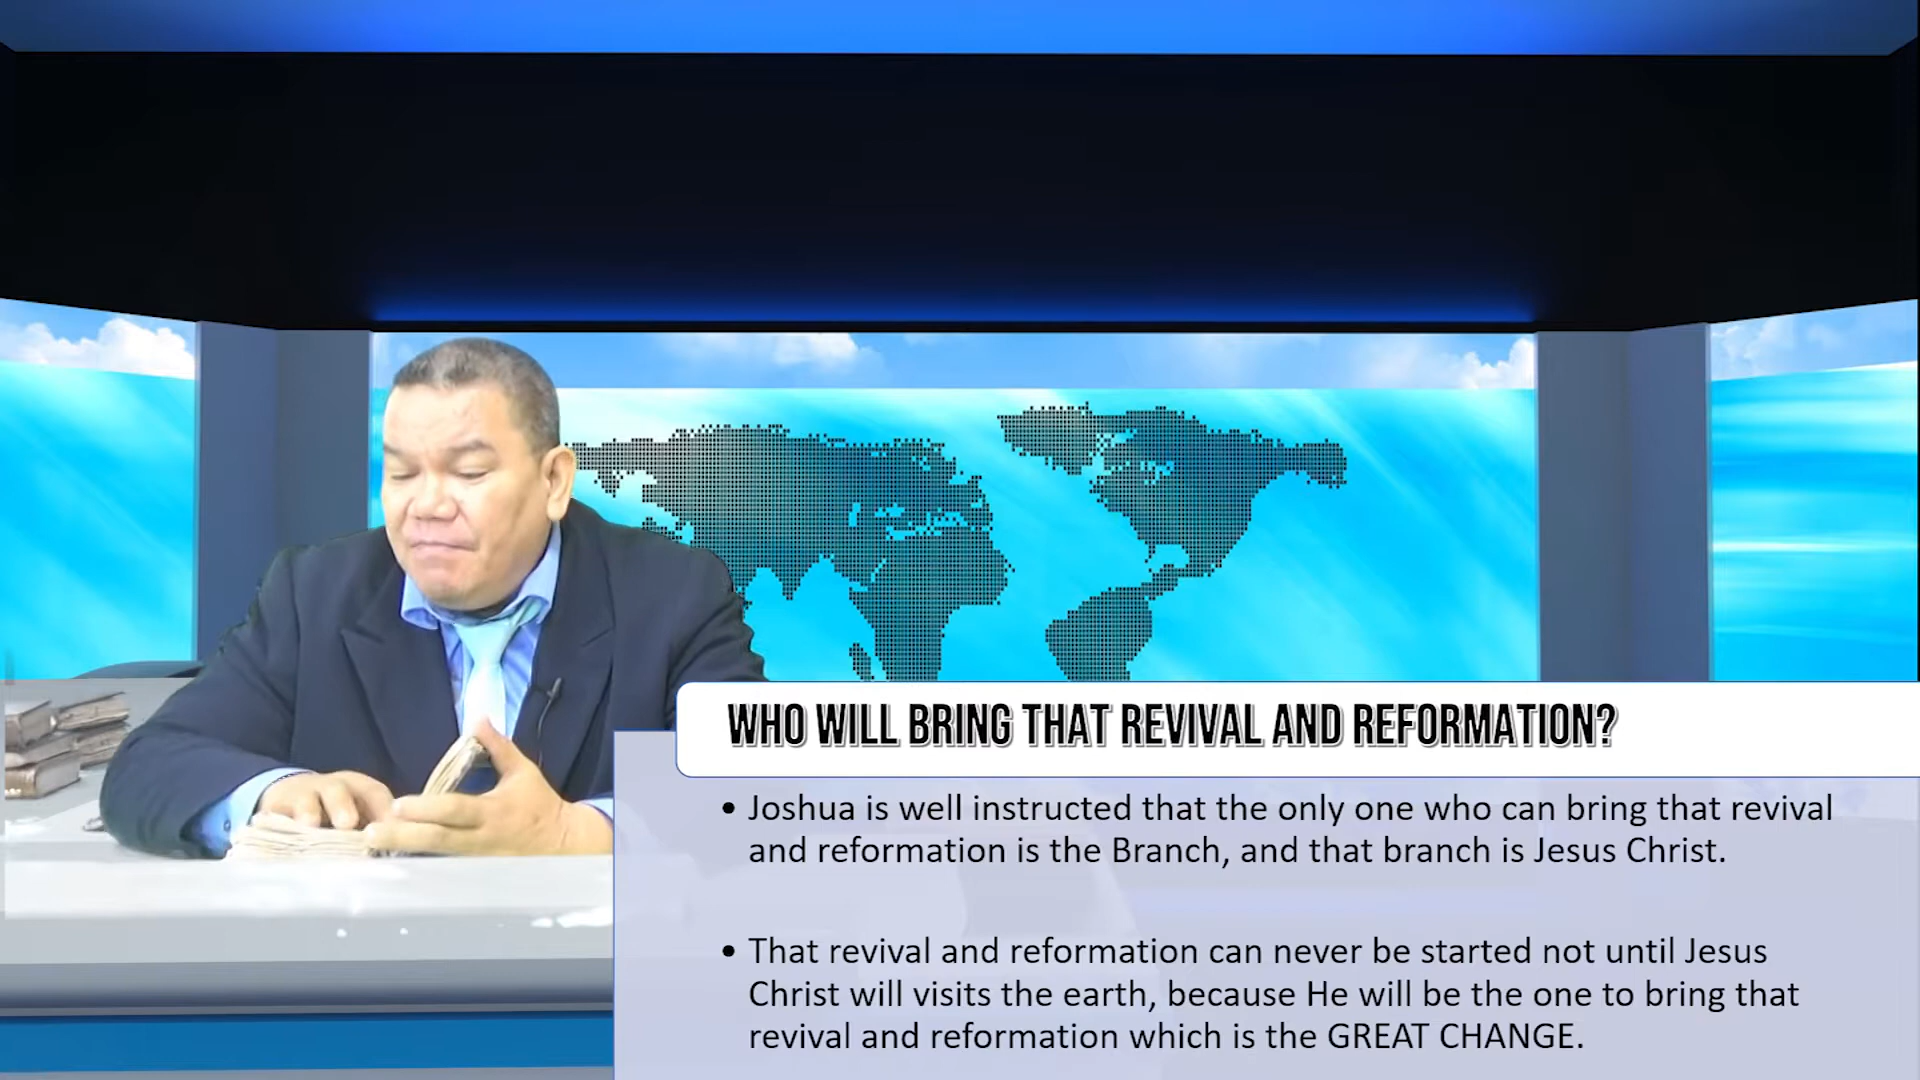 WHO WILL BRING THAT REVIVAL AND REFORMATION?
• Joshua is well instructed that the only one who can bring that revival
and reformation is the Branch, and that branch is Jesus Christ.
• That revival and reformation can never be started not until Jesus
Christ will visits the earth, because He will be the one to bring that
revival and reformation which is the GREAT CHANGE.